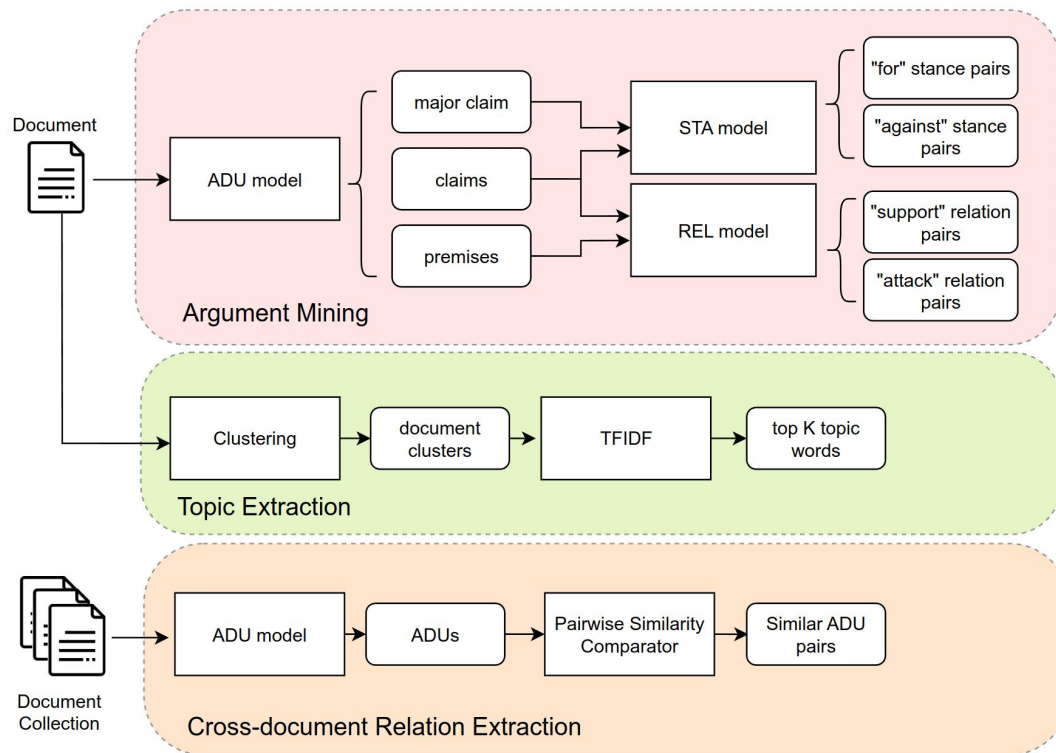 Document
ADU model
major claim
claims
premises
STA model
REL model
"for" stance pairs
"against" stance
pairs
"support" relation
pairs
"attack" relation
pairs
Argument Mining
Clustering
document
clusters
TFIDF
top K topic
words
Topic Extraction
Document
Collection
ADU model
ADUs
Pairwise Similarity
Comparator
Similar ADU
pairs
Cross-document Relation Extraction